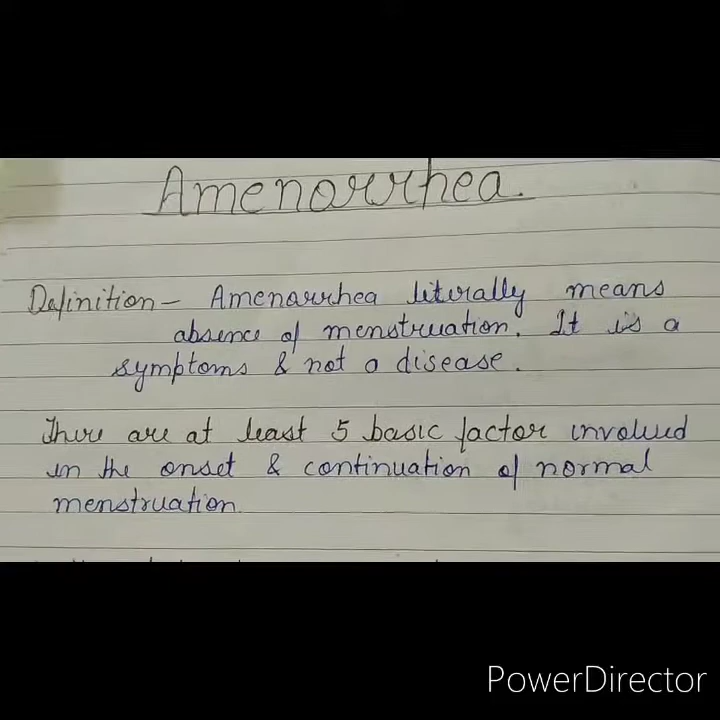 Amenorrhea.
Definition - Amenorrhea literally means
absence of menstruation. It is a
symptoms & not a disease.
There are at least 5 basic factor involved
in the onset & continuation of normal
menstruation
PowerDirector